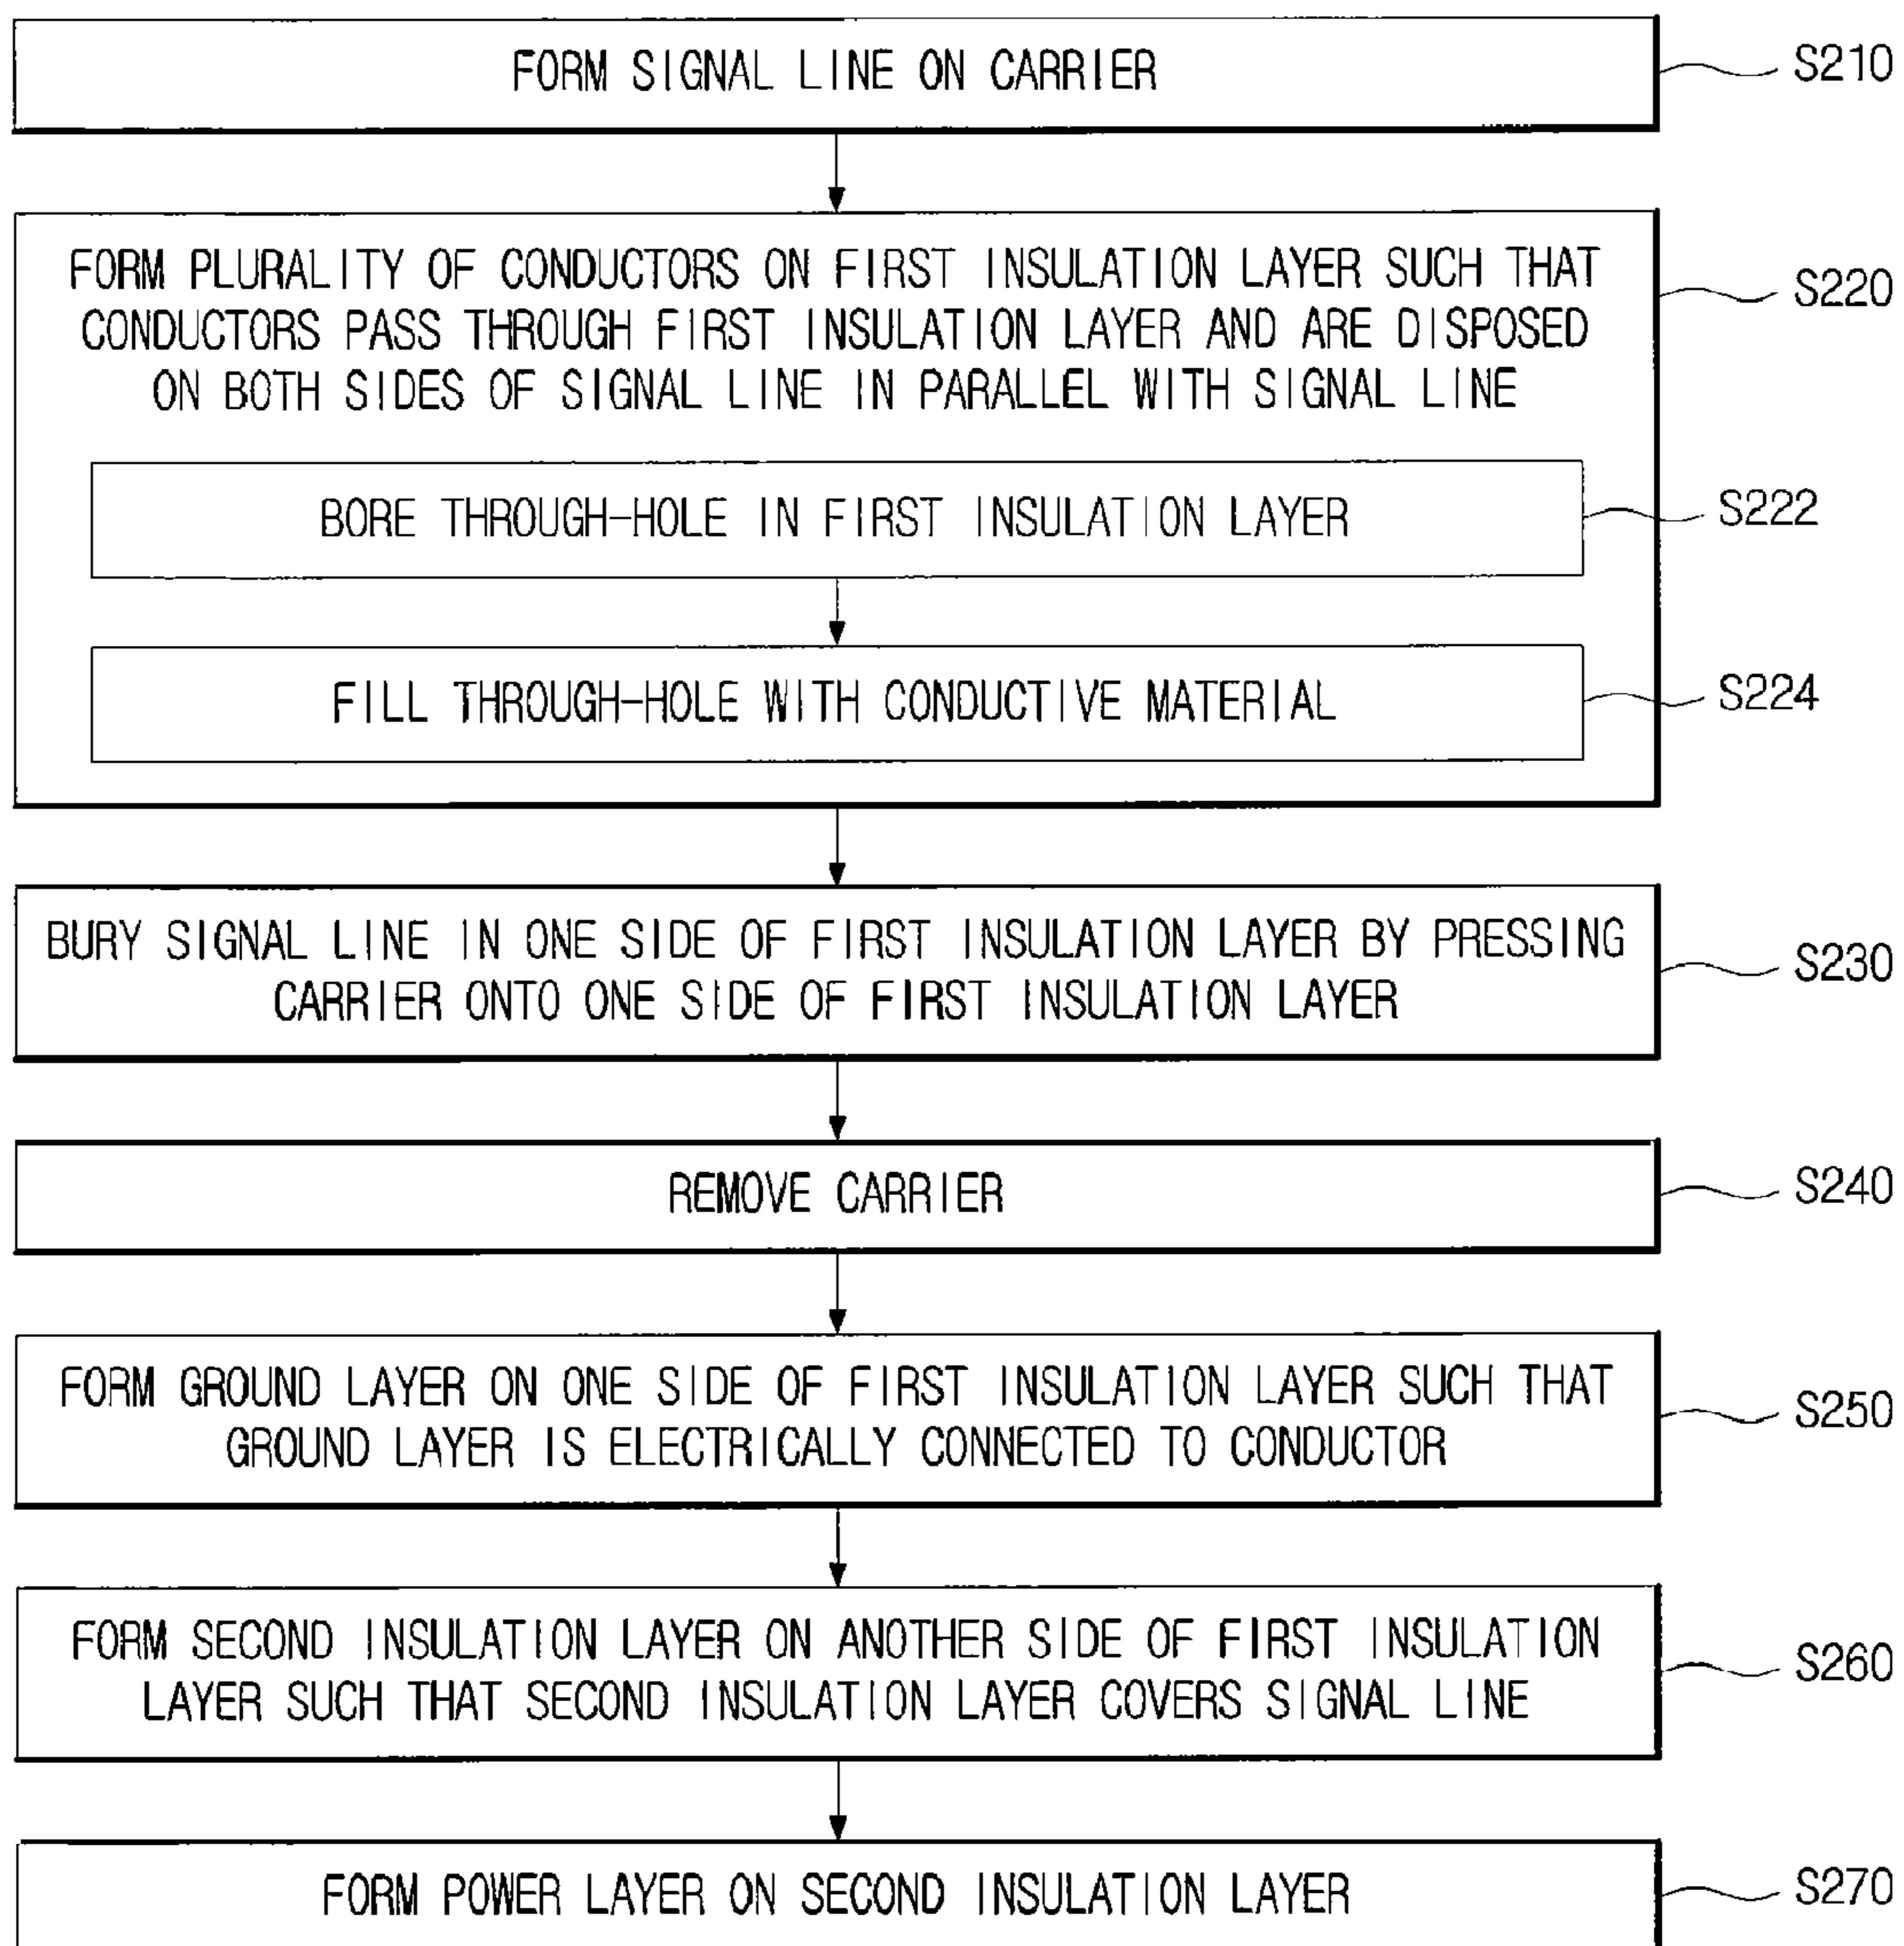 FORM SIGNAL LINE ON CARRIER
S210
FORM PLURALITY OF CONDUCTORS ON FIRST INSULATION LAYER SUCH THAT
CONDUCTORS PASS THROUGH FIRST INSULATION LAYER AND ARE DISPOSED
ON BOTH SIDES OF SIGNAL LINE IN PARALLEL WITH SIGNAL LINE
S220
BORE THROUGH-HOLE IN FIRST INSULATION LAYER
S222
FILL THROUGH-HOLE WITH CONDUCTIVE MATERIAL
S224
BURY SIGNAL LINE IN ONE SIDE OF FIRST INSULATION LAYER BY PRESSING
CARRIER ONTO ONE SIDE OF FIRST INSULATION LAYER
S230
REMOVE CARRIER
S240
FORM GROUND LAYER ON ONE SIDE OF FIRST INSULATION LAYER SUCH THAT
GROUND LAYER IS ELECTRICALLY CONNECTED TO CONDUCTOR
S250
FORM SECOND INSULATION LAYER ON ANOTHER SIDE OF FIRST INSULATION
LAYER SUCH THAT SECOND INSULATION LAYER COVERS SIGNAL LINE
S260
FORM POWER LAYER ON SECOND INSULATION LAYER
S270